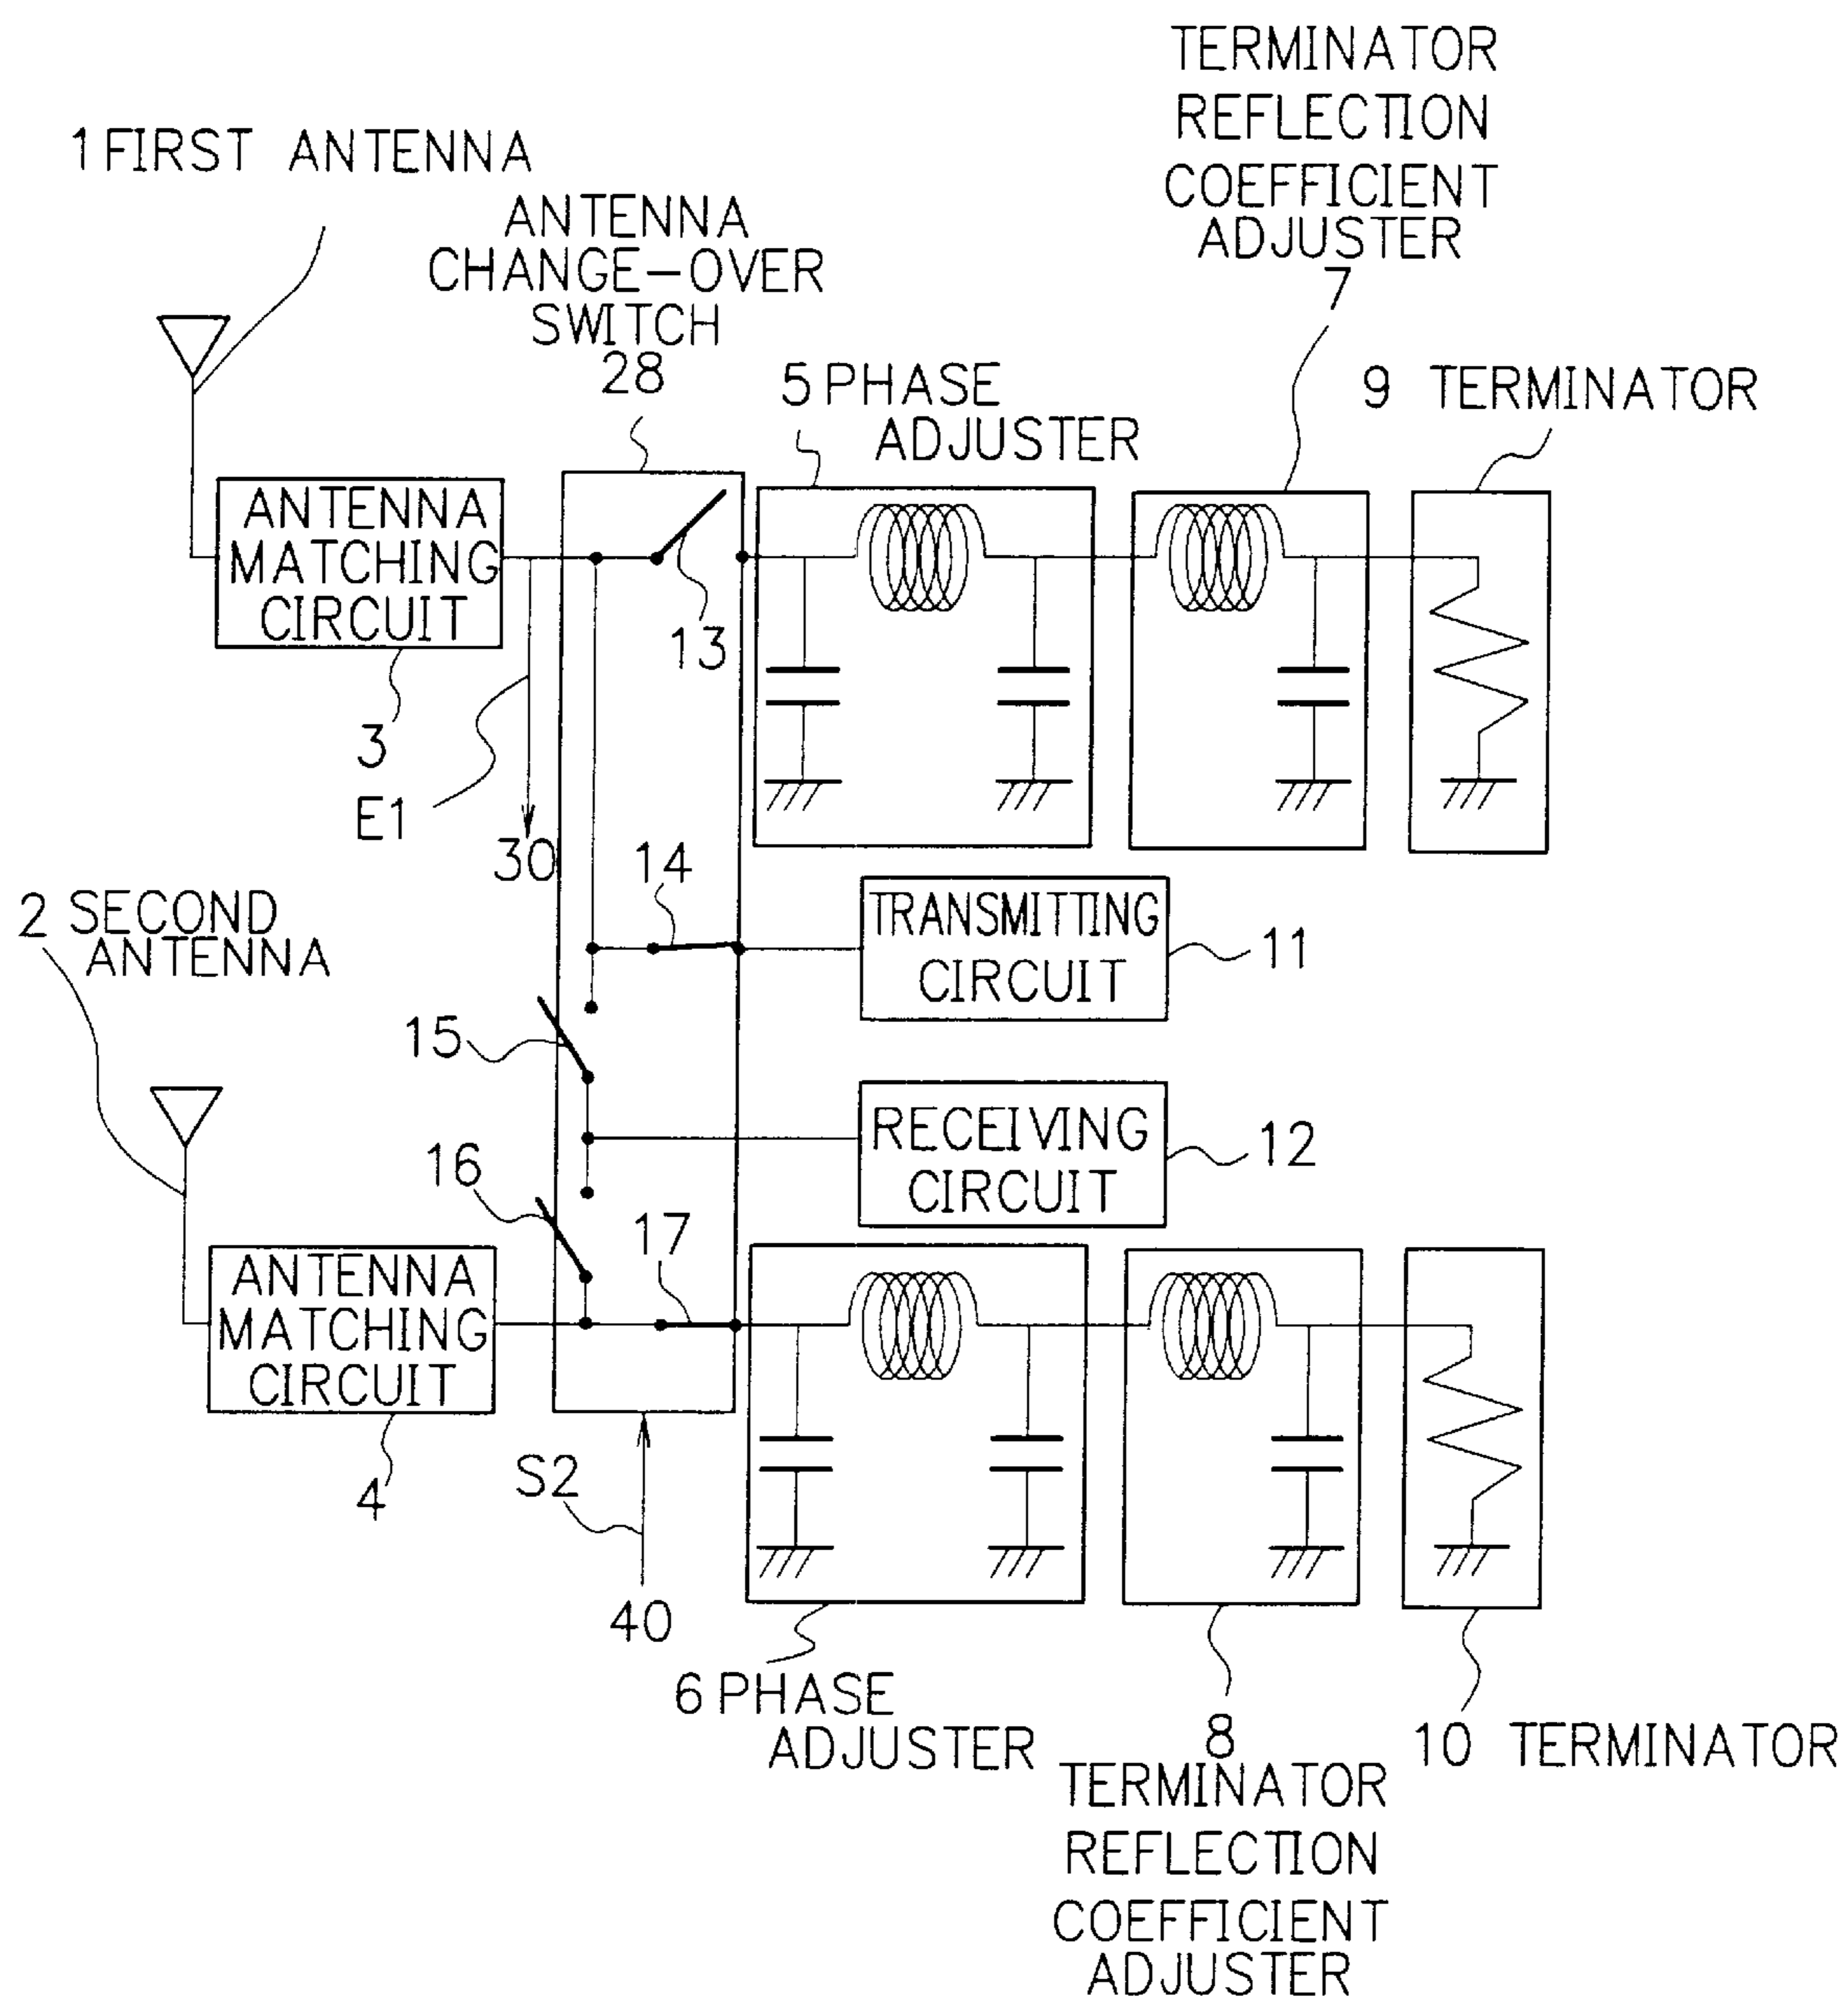 TERMINATOR
REFLECTION
COEFFICIENT
ADJUSTER
7
1 FIRST ANTENNA
ANTENNA
CHANGE-OVER
SWITCH
28
5 PHASE
ADJUSTER
9 TERMINATOR
ANTENNA
MATCHING
CIRCUIT
13
3
E1
30
14
2 SECOND
ANTENNA
TRANSMITTING
CIRCUIT
11
15
RECEIVING
CIRCUIT
12
16
17
ANTENNA
MATCHING
CIRCUIT
4
S2
40
6 PHASE
ADJUSTER
8
TERMINATOR
REFLECTION
COEFFICIENT
ADJUSTER
10 TERMINATOR